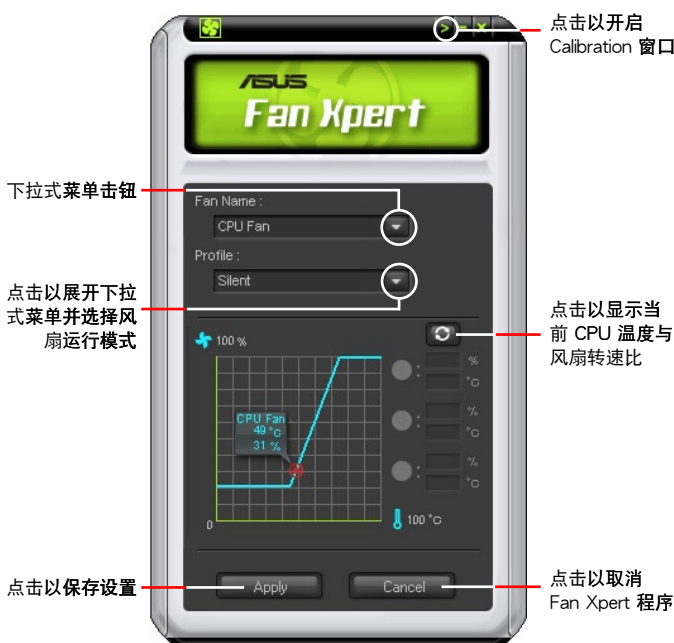 点击以开启
Calibration 窗口
ASUS
Fan Xpert
下拉式菜单击钮
Fan Name :
CPU Fan
Profile :
Silent
点击以展开下拉
式菜单并选择风
扇运行模式
点击以显示当
前 CPU 温度与
风扇转速比
100 %
%
°C
CPU Fan
49 °C
31 %
%
°C
%
°C
0
100 °C
点击以保存设置
Apply
Cancel
点击以取消
Fan Xpert 程序